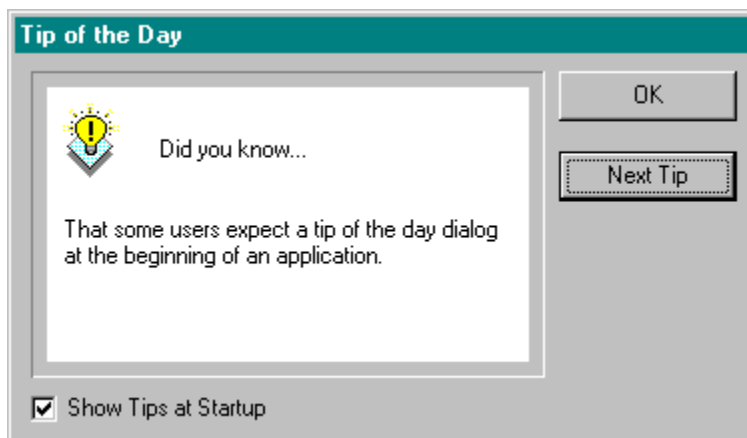 Tip of the Day
OK
Did you know...
Next Tip
That some users expect a tip of the day dialog
at the beginning of an application.
Show Tips at Startup